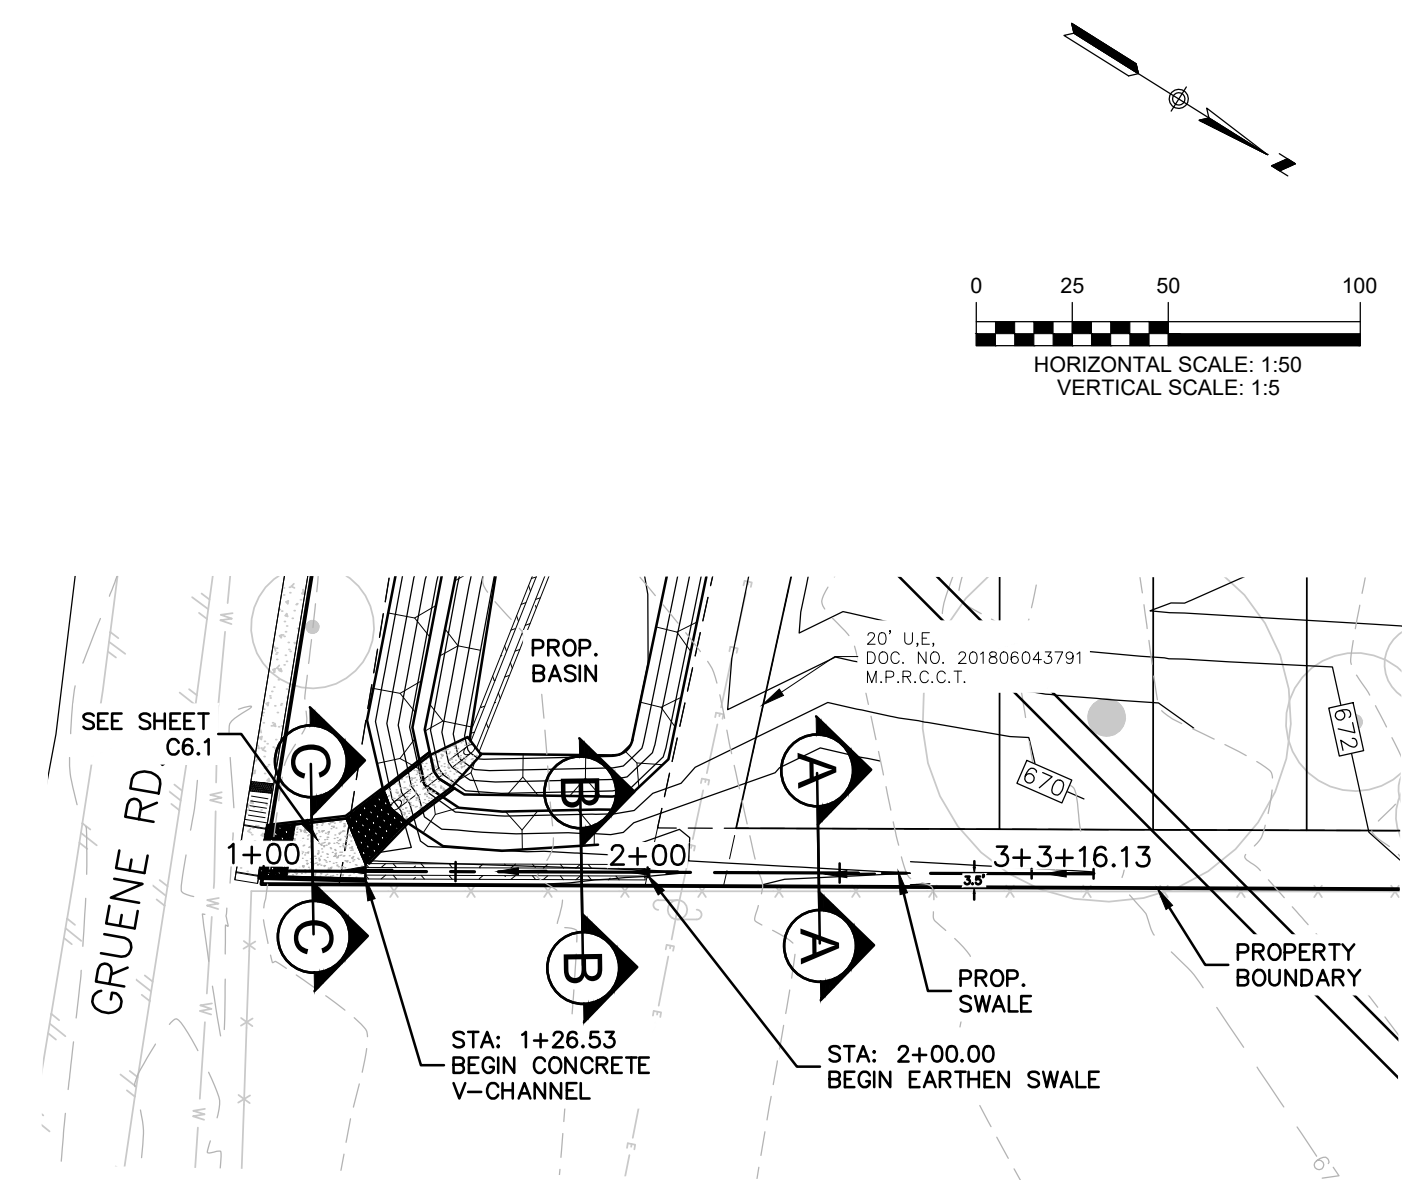 N
0 25 50 100
HORIZONTAL SCALE: 1:50
VERTICAL SCALE: 1:5
E
PROP.
BASIN
20' U,E,
DOC. NO. 201806043791
M.P.R.C.C.T.
W
E
SEE SHEET
C6.1
672
670
C
B
A
GRUENE RD.
1+00
2+00
3+3+16.13
3.5'
C
B
A
E
X
PROPERTY
BOUNDARY
PROP.
SWALE
W
E
X
STA: 1+26.53
BEGIN CONCRETE
V-CHANNEL
STA: 2+00.00
BEGIN EARTHEN SWALE
X
W
E
W
E
67